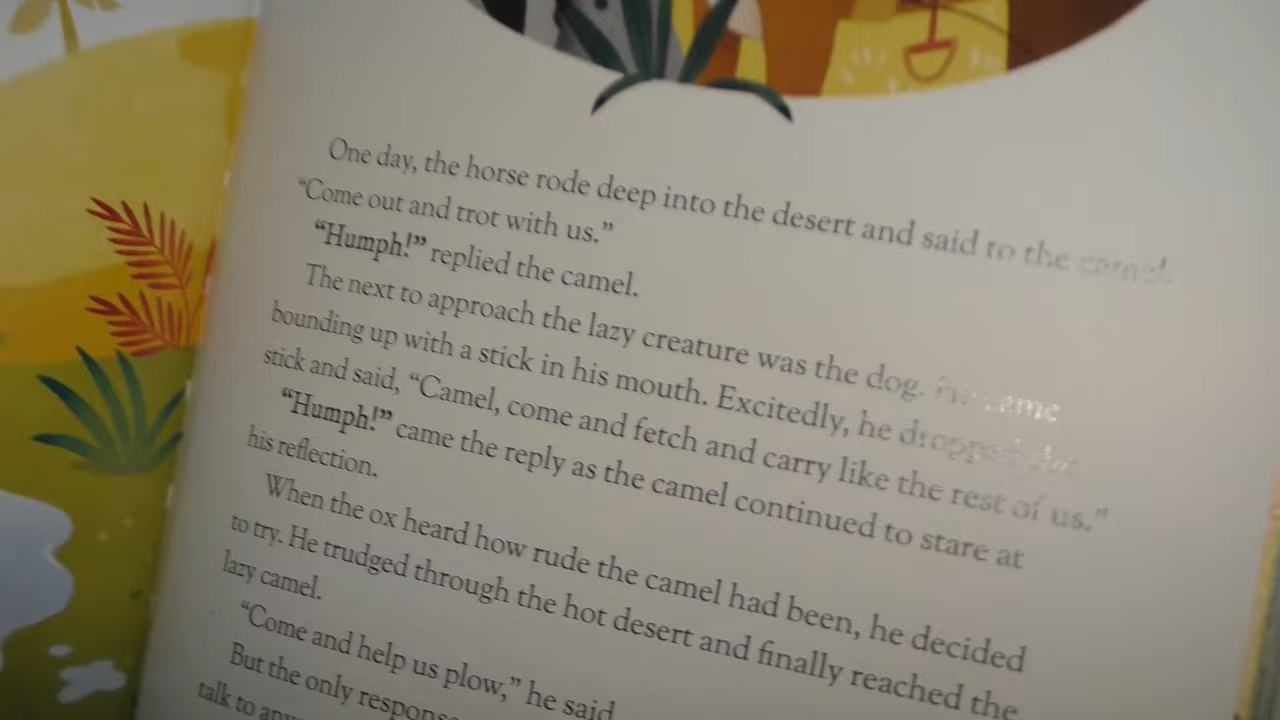 One day, the horse rode deep into the desert and said to the camel.
“Come out and trot with us.”
“Humph!” replied the camel.
The next to approach the lazy creature was the dog. came
bounding up with a stick in his mouth. Excitedly, he dropped the
stick and said, “Camel, come and fetch and carry like the rest of us.”
“Humph!” came the reply as the camel continued to stare at
his reflection.
When the ox heard how rude the camel had been, he decided
to try. He trudged through the hot desert and finally reached the
lazy camel.
“Come and help us plow,” he said
But the only
talk to